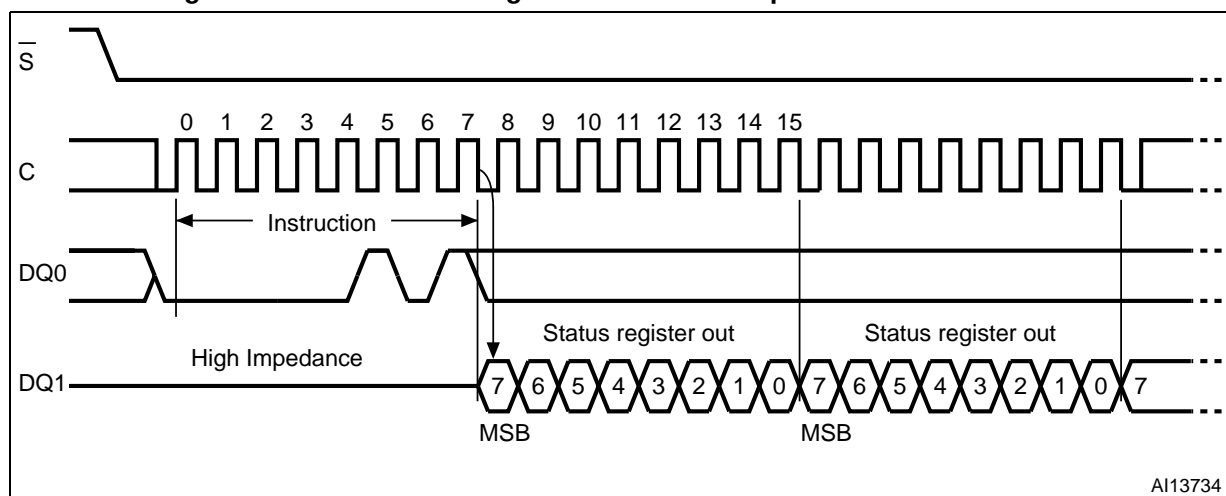 S̅
0 1 2 3 4 5 6 7 8 9 10 11 12 13 14 15
C
Instruction
DQ0
Status register out Status register out
High Impedance
DQ1
7 6 5 4 3 2 1 0 7 6 5 4 3 2 1 0 7
MSB MSB
AI13734